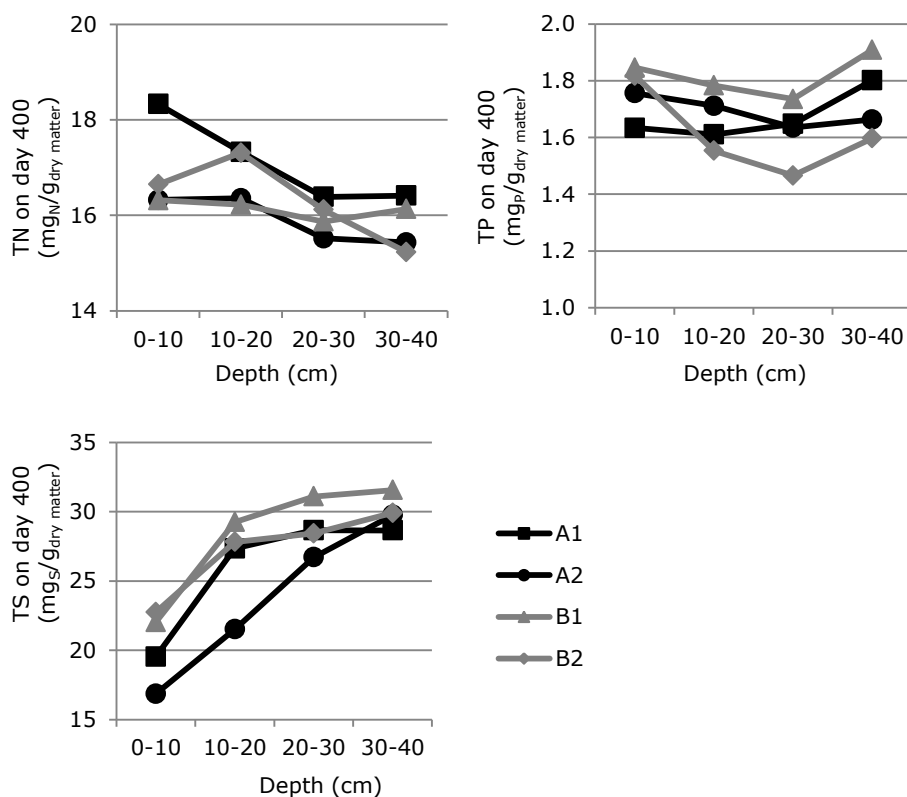 TN on day 400
(mgN/gdry matter)
20
18
16
14
0-10 10-20 20-30 30-40
Depth (cm)
TP on day 400
(mgP/gdry matter)
2.0
1.8
1.6
1.4
1.2
1.0
0-10 10-20 20-30 30-40
Depth (cm)
TS on day 400
(mgS/gdry matter)
35
30
25
20
15
0-10 10-20 20-30 30-40
Depth (cm)
A1
A2
B1
B2